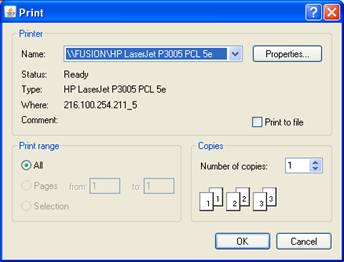 Print
Printer
Name: \\FUSION\HP LaserJet P3005 PCL 5e Properties...
Status: Ready
Type: HP LaserJet P3005 PCL 5e
Where: 216.100.254.211_5
Comment: Print to file
Print range
All
Pages from: 1 to: 1
Selection
Copies
Number of copies: 1
1 1 2 2 3 3
OK Cancel